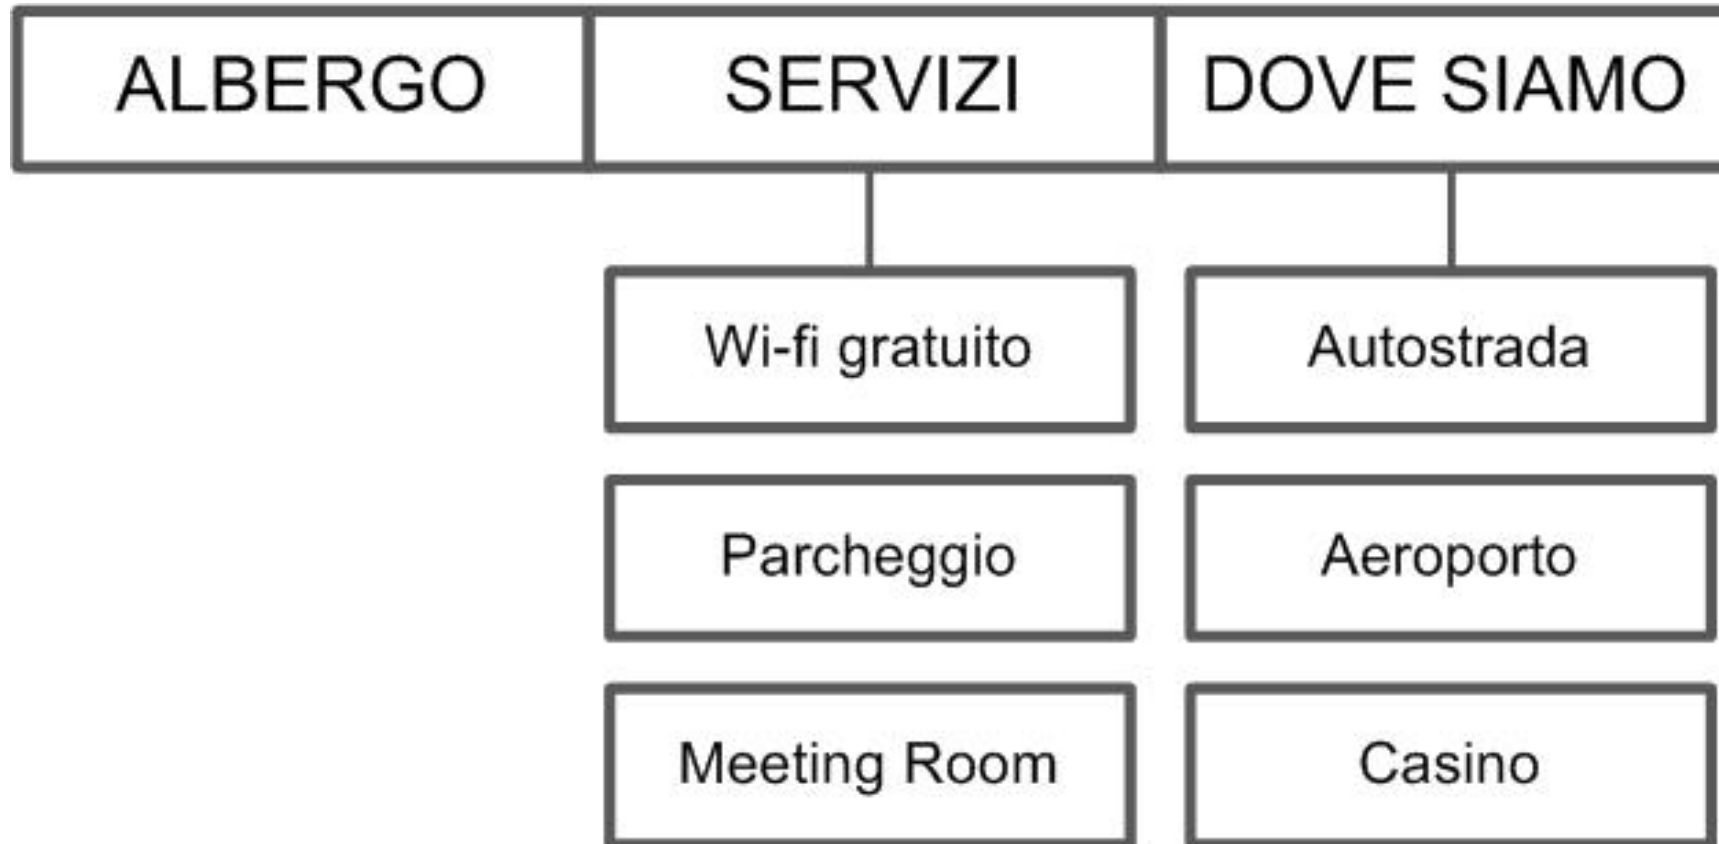 ALBERGO
SERVIZI
DOVE SIAMO
Wi-fi gratuito
Autostrada
Parcheggio
Aeroporto
Meeting Room
Casino